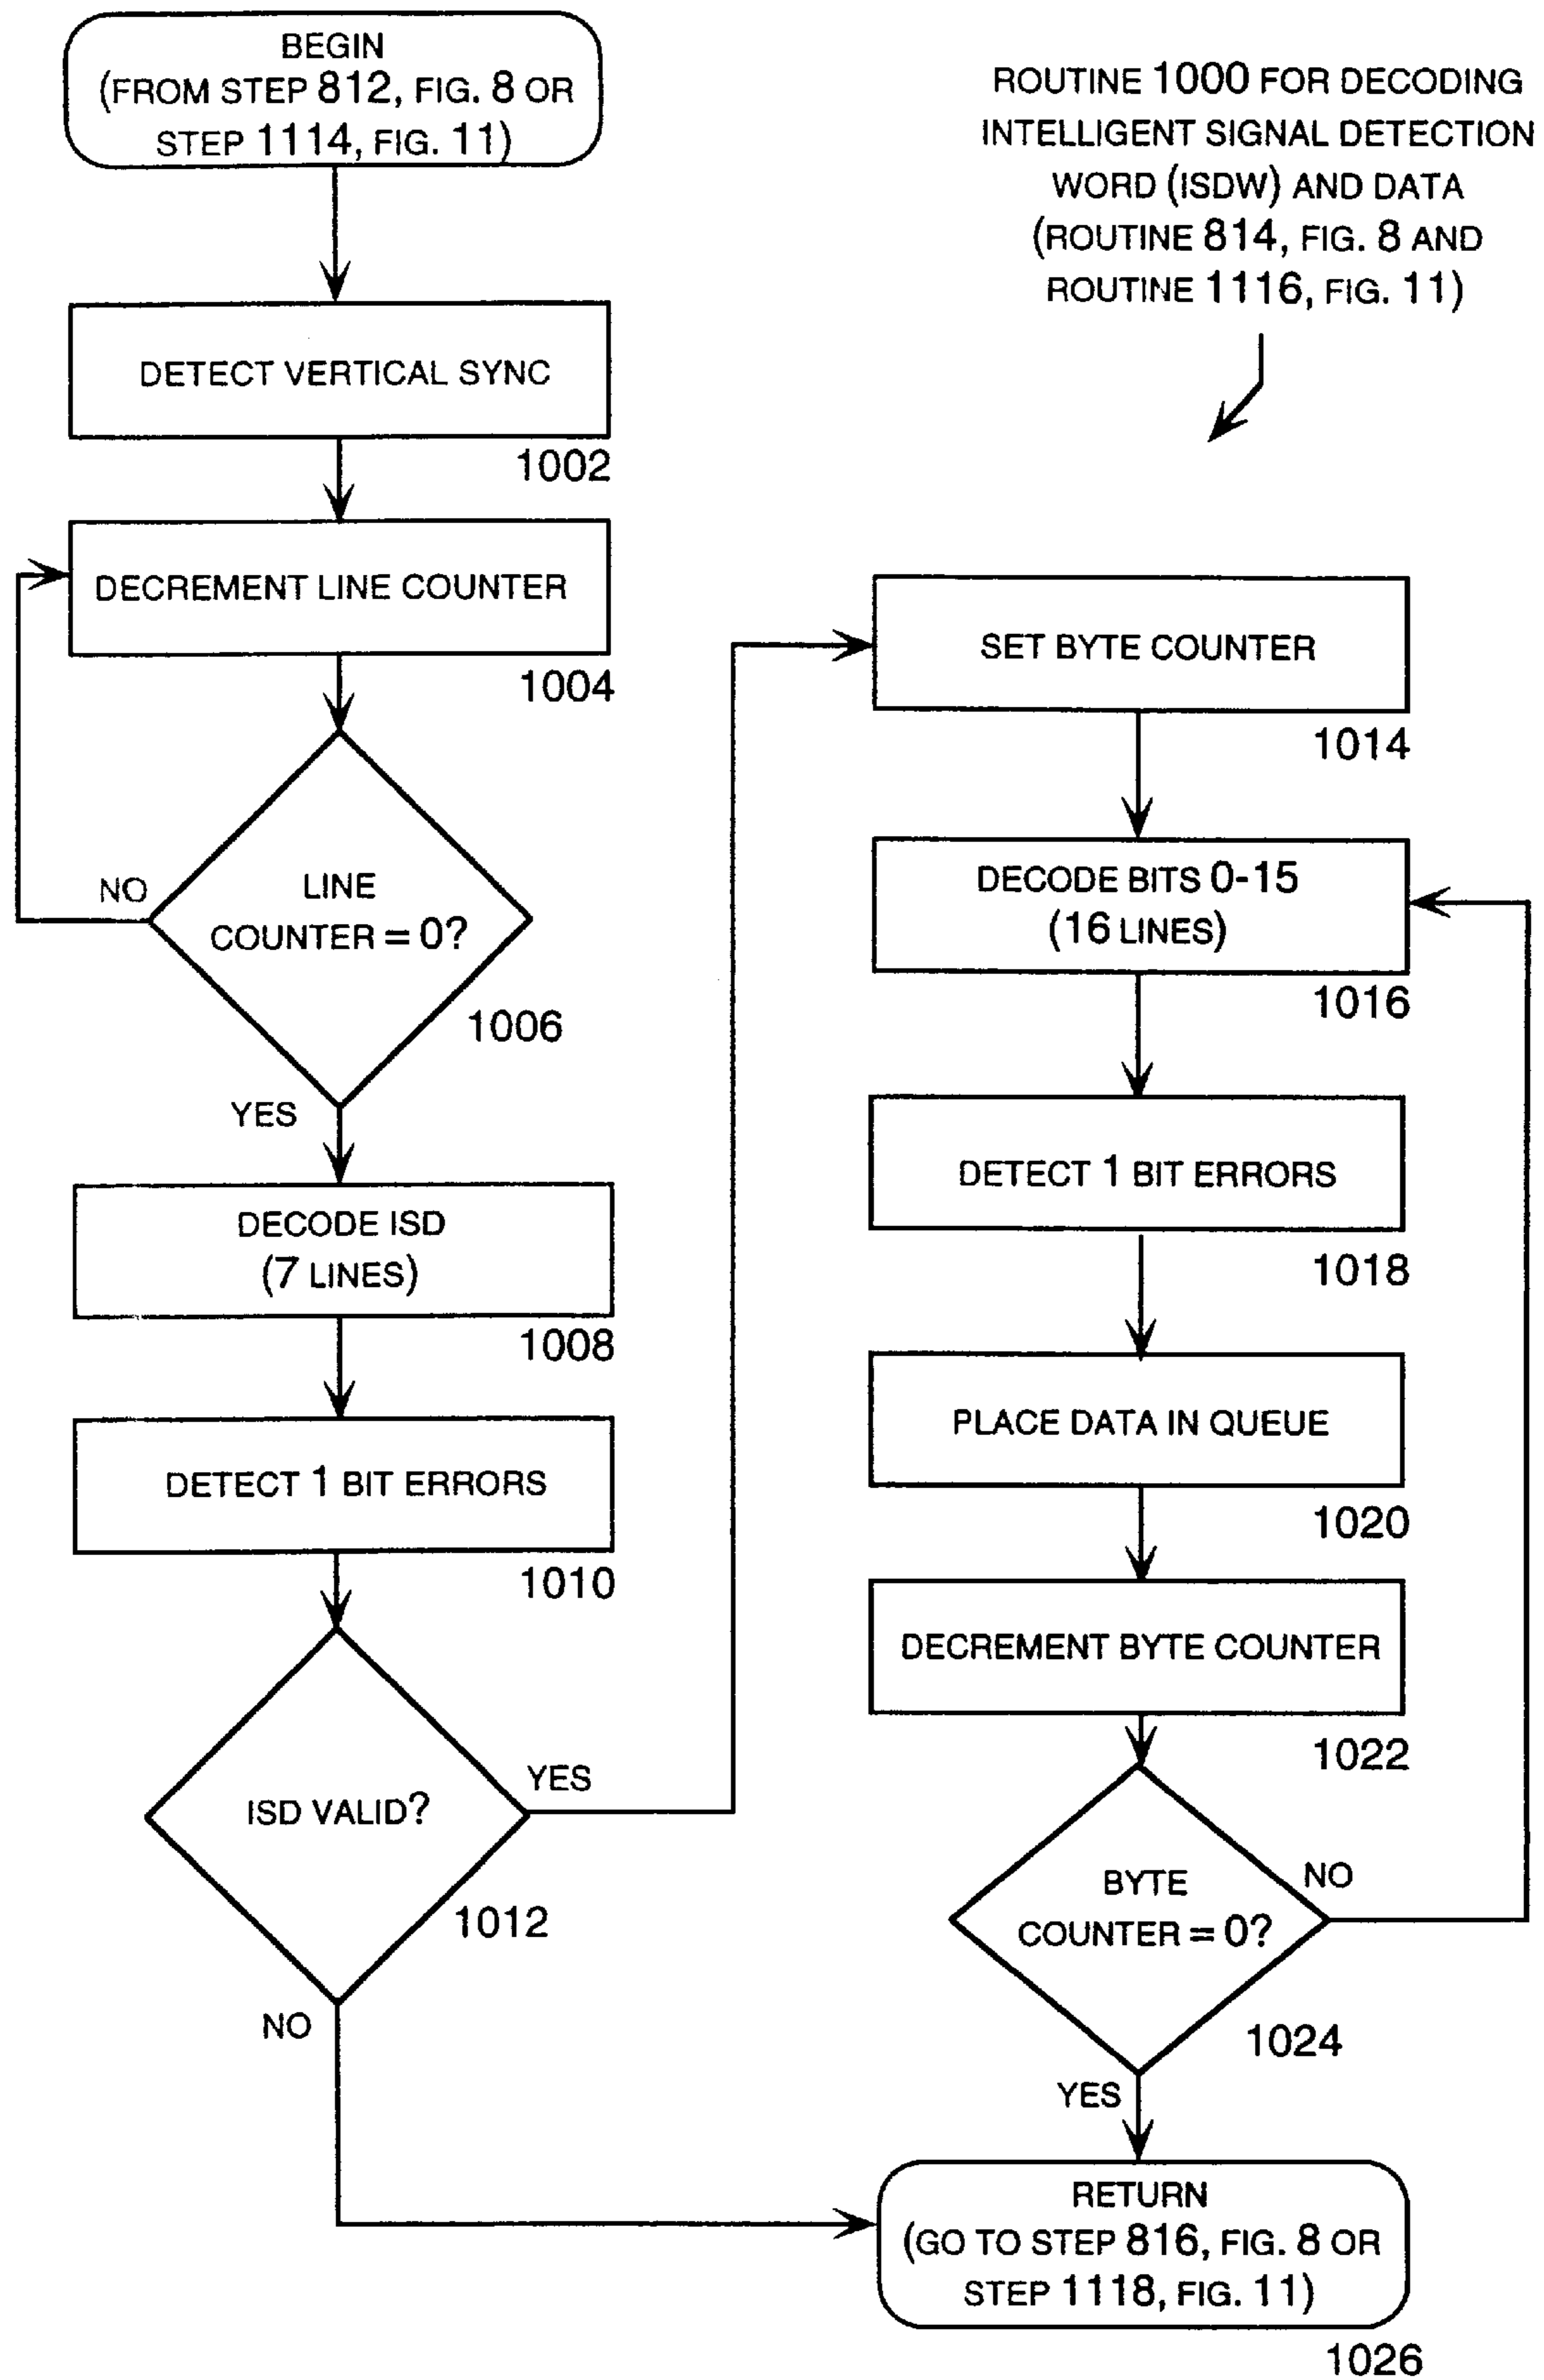 BEGIN
(FROM STEP 812, FIG. 8 OR
STEP 1114, FIG. 11)
ROUTINE 1000 FOR DECODING
INTELLIGENT SIGNAL DETECTION
WORD (ISDW) AND DATA
(ROUTINE 814, FIG. 8 AND
ROUTINE 1116, FIG. 11)
DETECT VERTICAL SYNC
1002
DECREMENT LINE COUNTER
1004
LINE
COUNTER = 0?
NO
1006
YES
DECODE ISD
(7 LINES)
1008
DETECT 1 BIT ERRORS
1010
ISD VALID?
YES
1012
NO
SET BYTE COUNTER
1014
DECODE BITS 0-15
(16 LINES)
1016
DETECT 1 BIT ERRORS
1018
PLACE DATA IN QUEUE
1020
DECREMENT BYTE COUNTER
1022
BYTE
COUNTER = 0?
NO
1024
YES
RETURN
(GO TO STEP 816, FIG. 8 OR
STEP 1118, FIG. 11)
1026